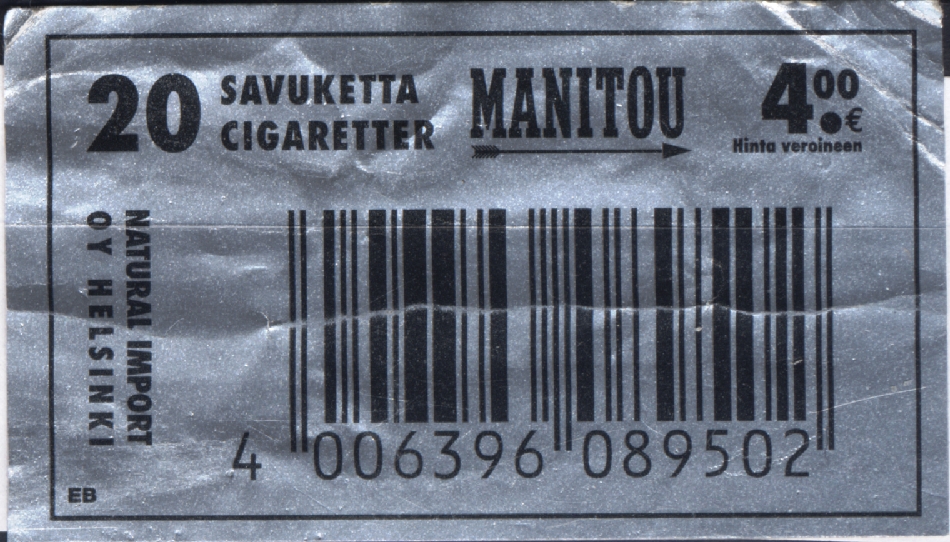 20 SAVUKETTA
CIGARETTER
MANITOU
4.00 €
Hinta veroineen
NATURAL IMPORT
OY HELSINKI
4 006396 089502
EB